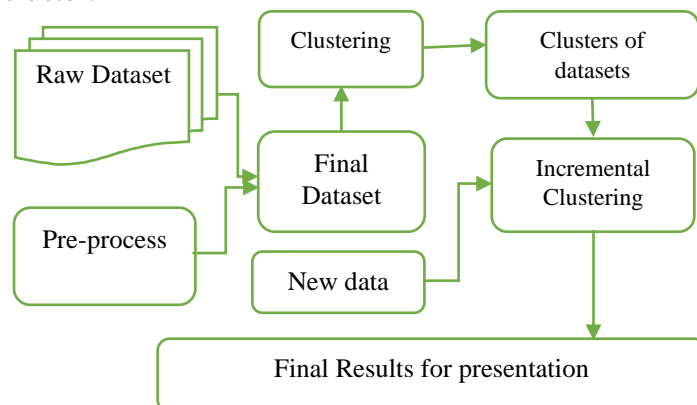 Clustering
Clusters of
datasets
Raw Dataset
Final
Dataset
Incremental
Clustering
Pre-process
New data
Final Results for presentation